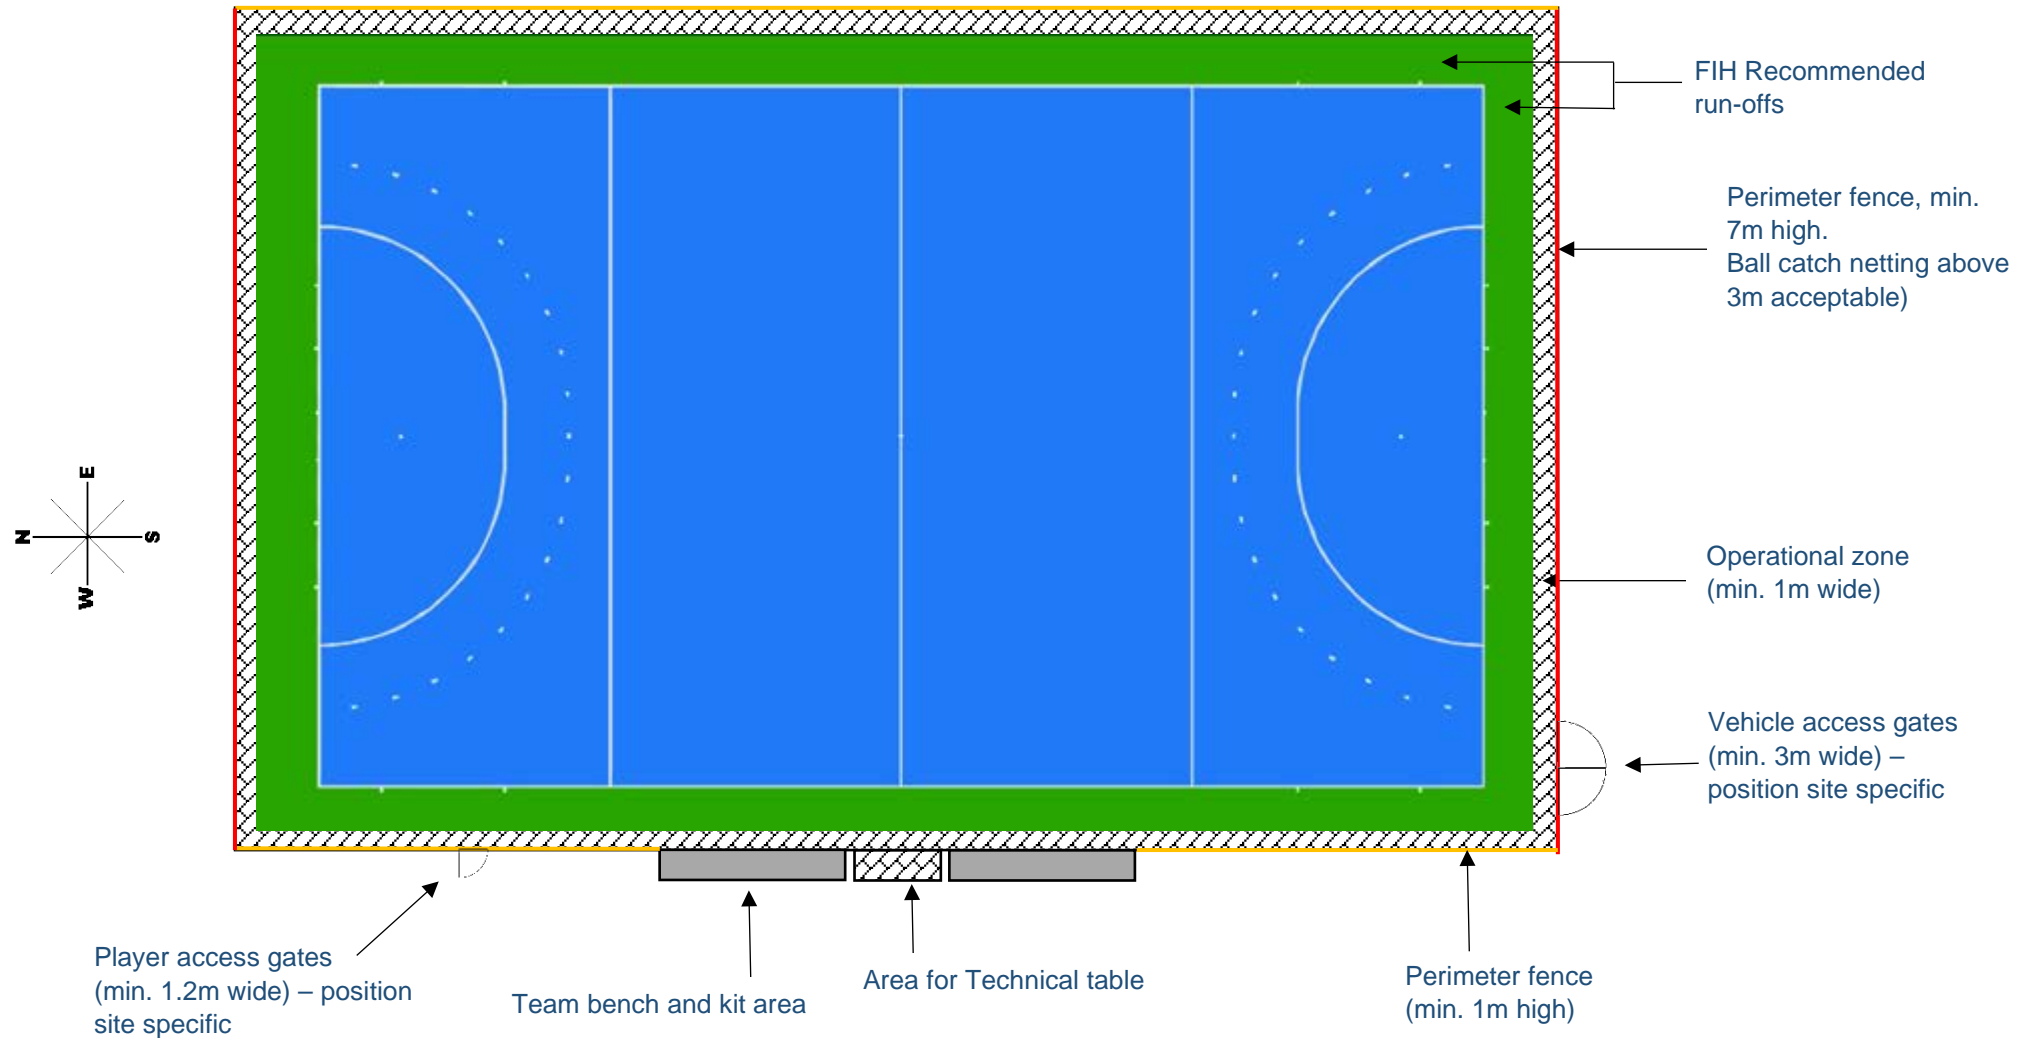 FIH Recommended
run-offs
Perimeter fence, min.
7m high.
Ball catch netting above
3m acceptable)
E
N
S
W
Operational zone
(min. 1m wide)
Vehicle access gates
(min. 3m wide) –
position site specific
Player access gates
(min. 1.2m wide) – position
site specific
Team bench and kit area
Area for Technical table
Perimeter fence
(min. 1m high)